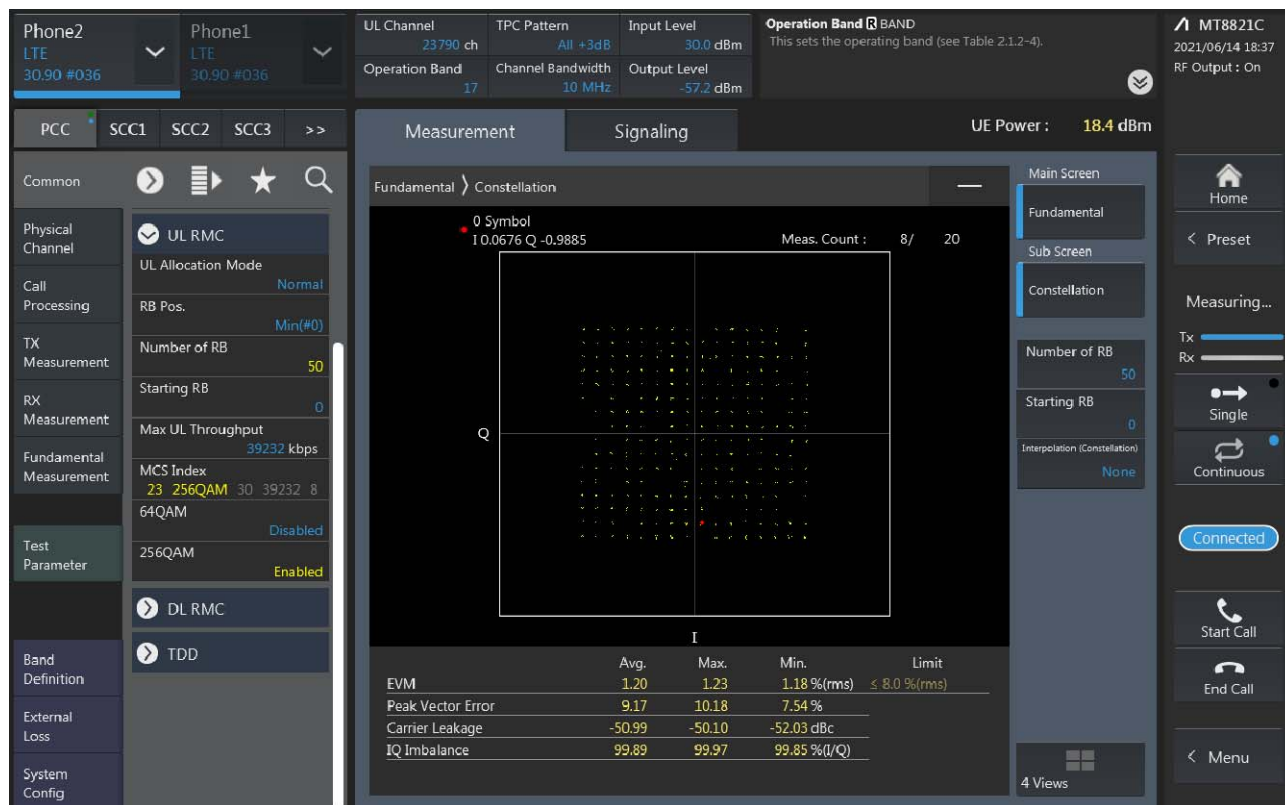 Phone2
LTE
30.90 #036
Phone1
LTE
30.90 #036
UL Channel
23790 ch
TPC Pattern
All +3dB
Input Level
30.0 dBm
Operation Band
17
Channel Bandwidth
10 MHz
Output Level
-57.2 dBm
Operation Band R BAND
This sets the operating band (see Table 2.1.2-4).
MT8821C
2021/06/14 18:37
RF Output : On
PCC SCC1 SCC2 SCC3 >>
Measurement
Signaling
UE Power : 18.4 dBm
Common
Physical
Channel
Call
Processing
TX
Measurement
RX
Measurement
Fundamental
Measurement
Test
Parameter
Band
Definition
External
Loss
System
Config
UL RMC
UL Allocation Mode
Normal
RB Pos.
Min(#0)
Number of RB
50
Starting RB
0
Max UL Throughput
39232 kbps
MCS Index
23 256QAM 30 39232 8
64QAM
Disabled
256QAM
Enabled
DL RMC
TDD
Fundamental 〉 Constellation
0 Symbol
I 0.0676 Q -0.9885
Meas. Count : 8/ 20
Q
I
Avg. Max. Min. Limit
EVM 1.20 1.23 1.18 %(rms) ≤ 8.0 %(rms)
Peak Vector Error 9.17 10.18 7.54 %
Carrier Leakage -50.99 -50.10 -52.03 dBc
IQ Imbalance 99.89 99.97 99.85 %(I/Q)
Main Screen
Fundamental
Sub Screen
Constellation
Number of RB
50
Starting RB
0
Interpolation (Constellation)
None
4 Views
Home
< Preset
Measuring...
Tx
Rx
Single
Continuous
Connected
Start Call
End Call
< Menu